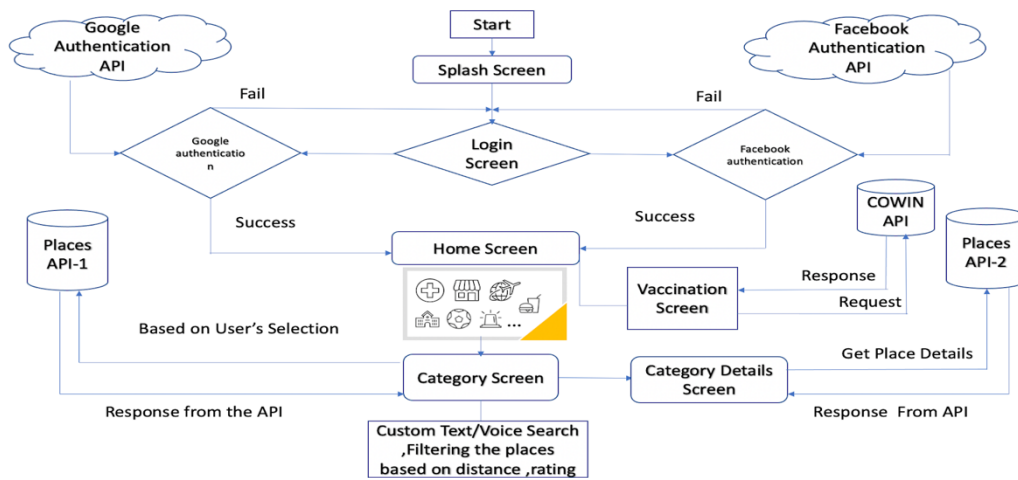 Google
Authentication
API
Start
Facebook
Authentication
API
Splash Screen
Fail
Fail
Google
authenticatio
n
Login
Screen
Facebook
authentication
Success
Success
COWIN
API
Places
API-1
Home Screen
Places
API-2
Response
Vaccination
Screen
Request
...
Based on User's Selection
Get Place Details
Category Screen
Category Details
Screen
Response from the API
Response From API
Custom Text/Voice Search
,Filtering the places
based on distance ,rating